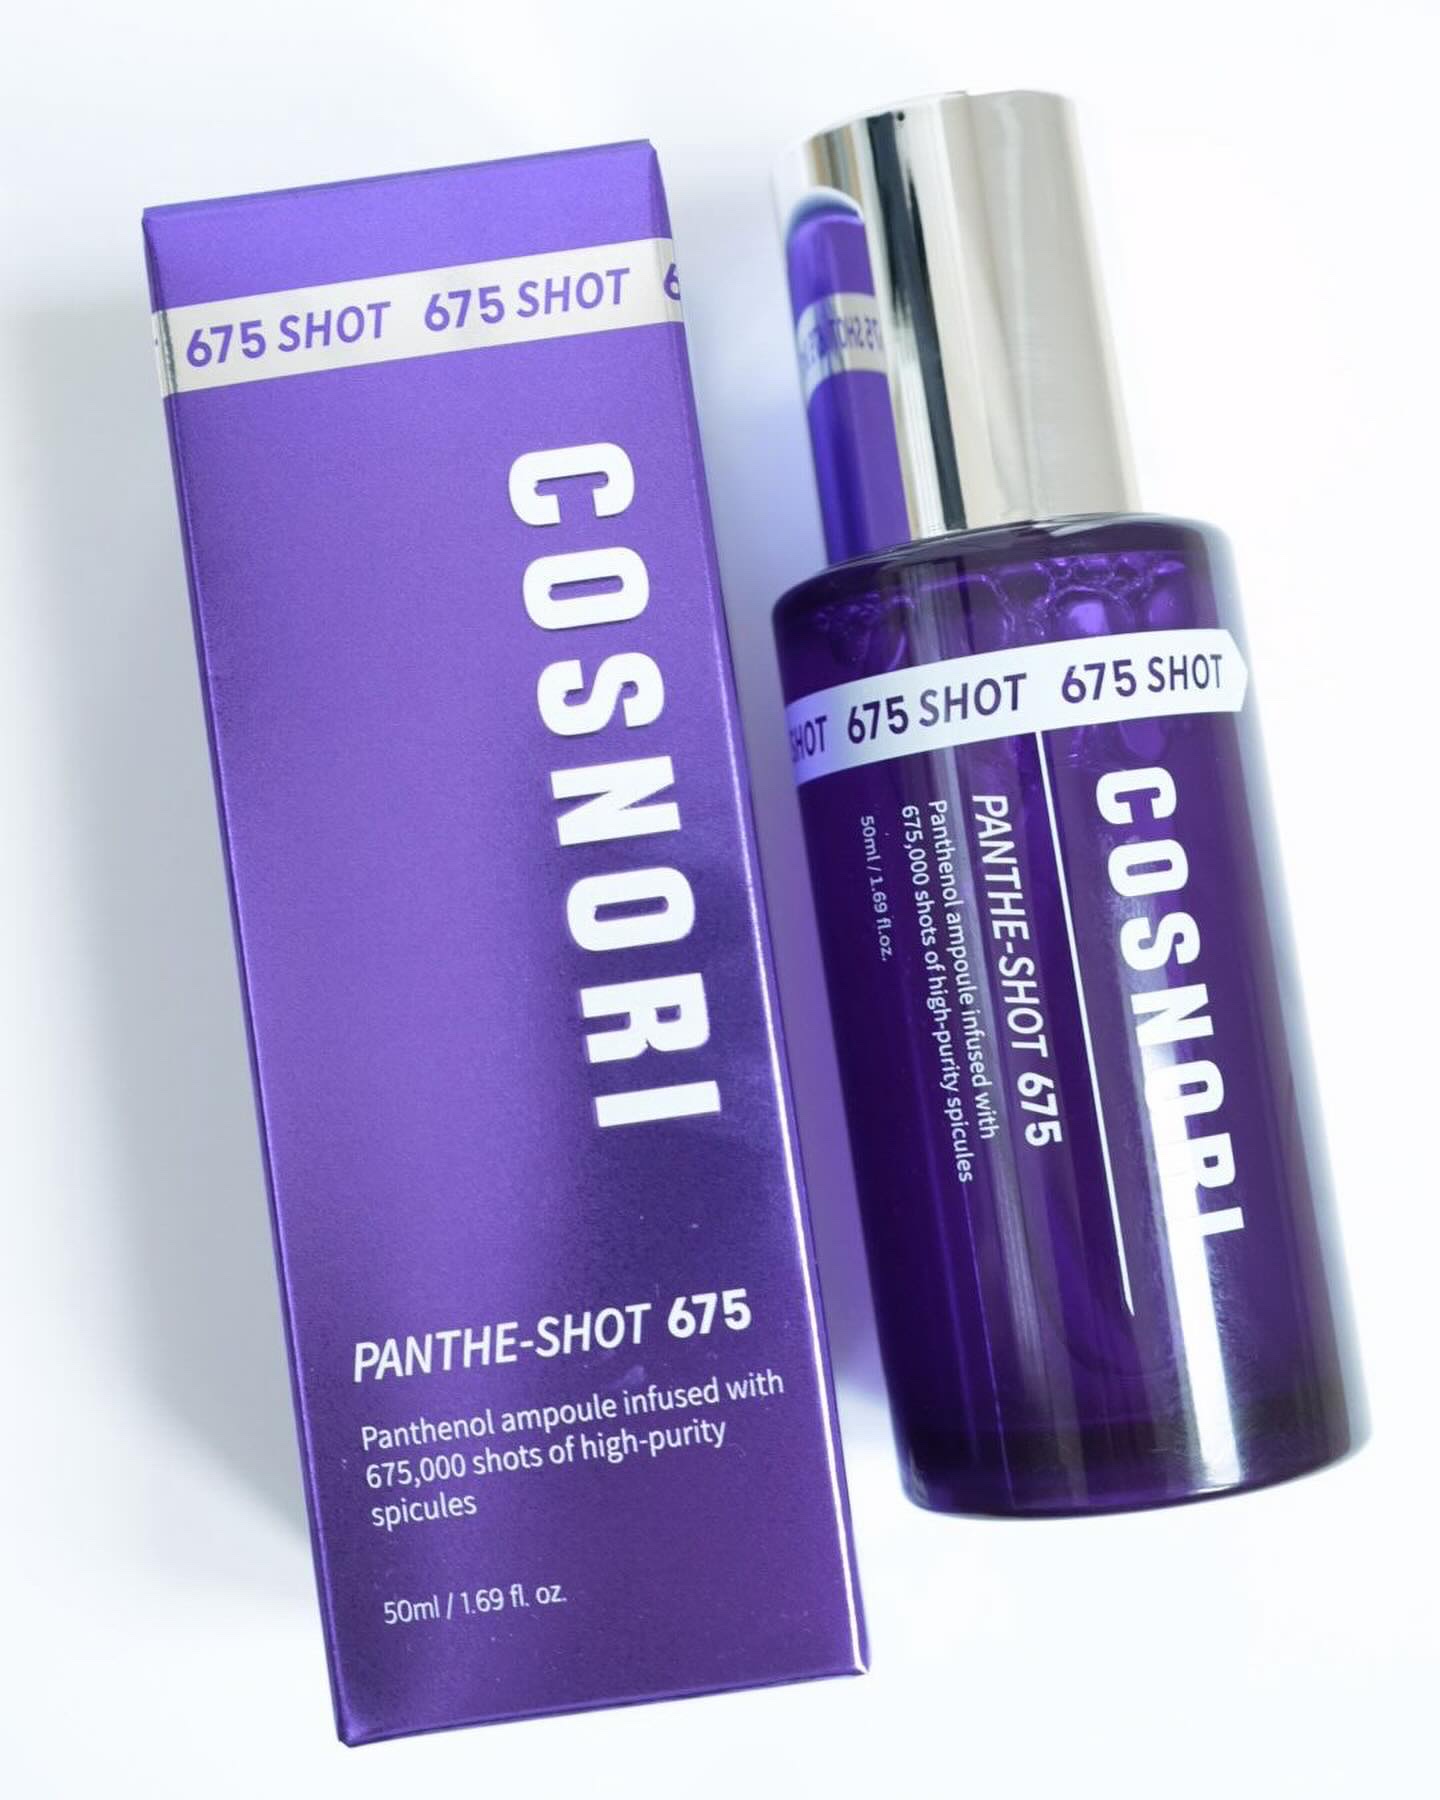 675 SHOT 675 SHOT
COSNORI
PANTHE-SHOT 675
Panthenol ampoule infused with
675,000 shots of high-purity
spicules
50ml / 1.69 fl. oz.
SHOT 675 SHOT 675 SHOT
COSNORI
PANTHE-SHOT 675
Panthenol ampoule infused with
675,000 shots of high-purity spicules
50ml / 1.69 fl.oz.